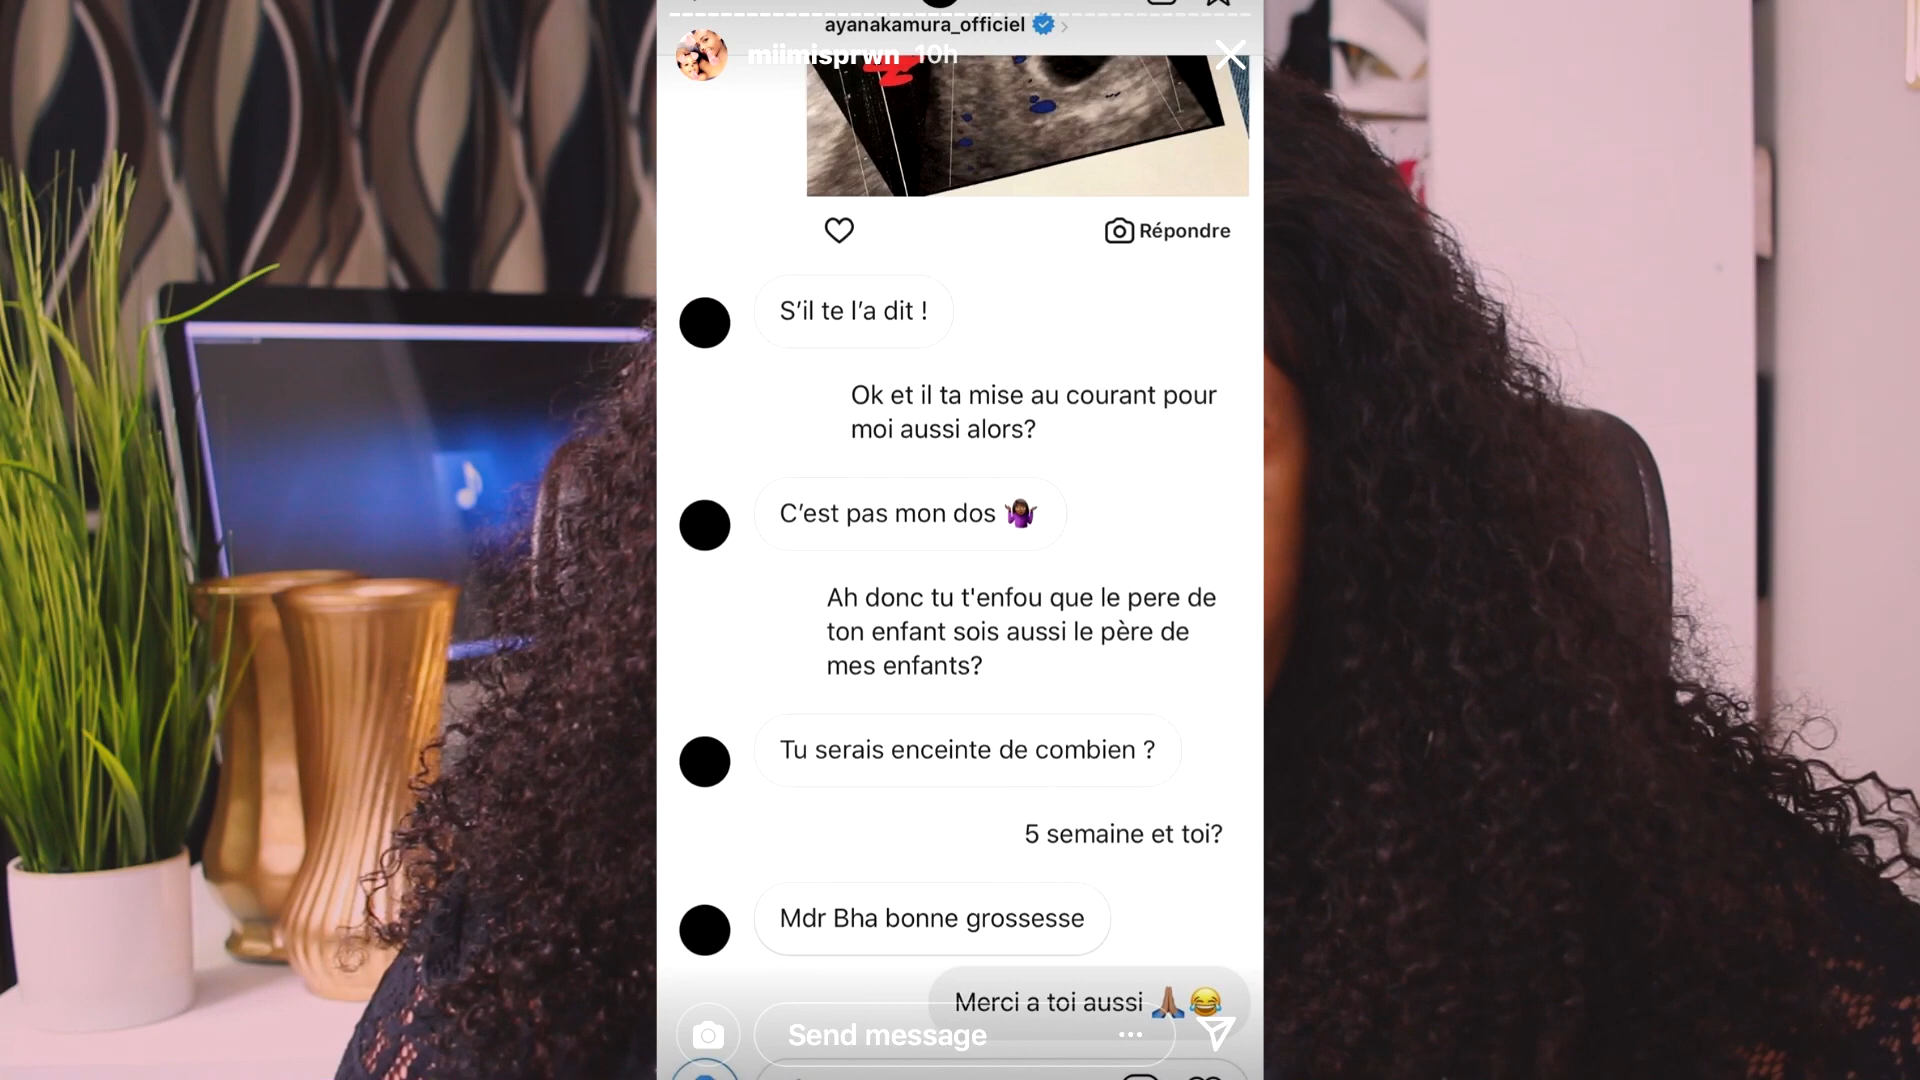 ayanakamura_officiel
miimisprwn 10h
Répondre
S'il te l'a dit !
Ok et il ta mise au courant pour
moi aussi alors?
C'est pas mon dos 🤷🏾‍♀️
Ah donc tu t'enfou que le pere de
ton enfant sois aussi le père de
mes enfants?
Tu serais enceinte de combien ?
5 semaine et toi?
Mdr Bha bonne grossesse
Merci a toi aussi 🙏🏽😂
Send message